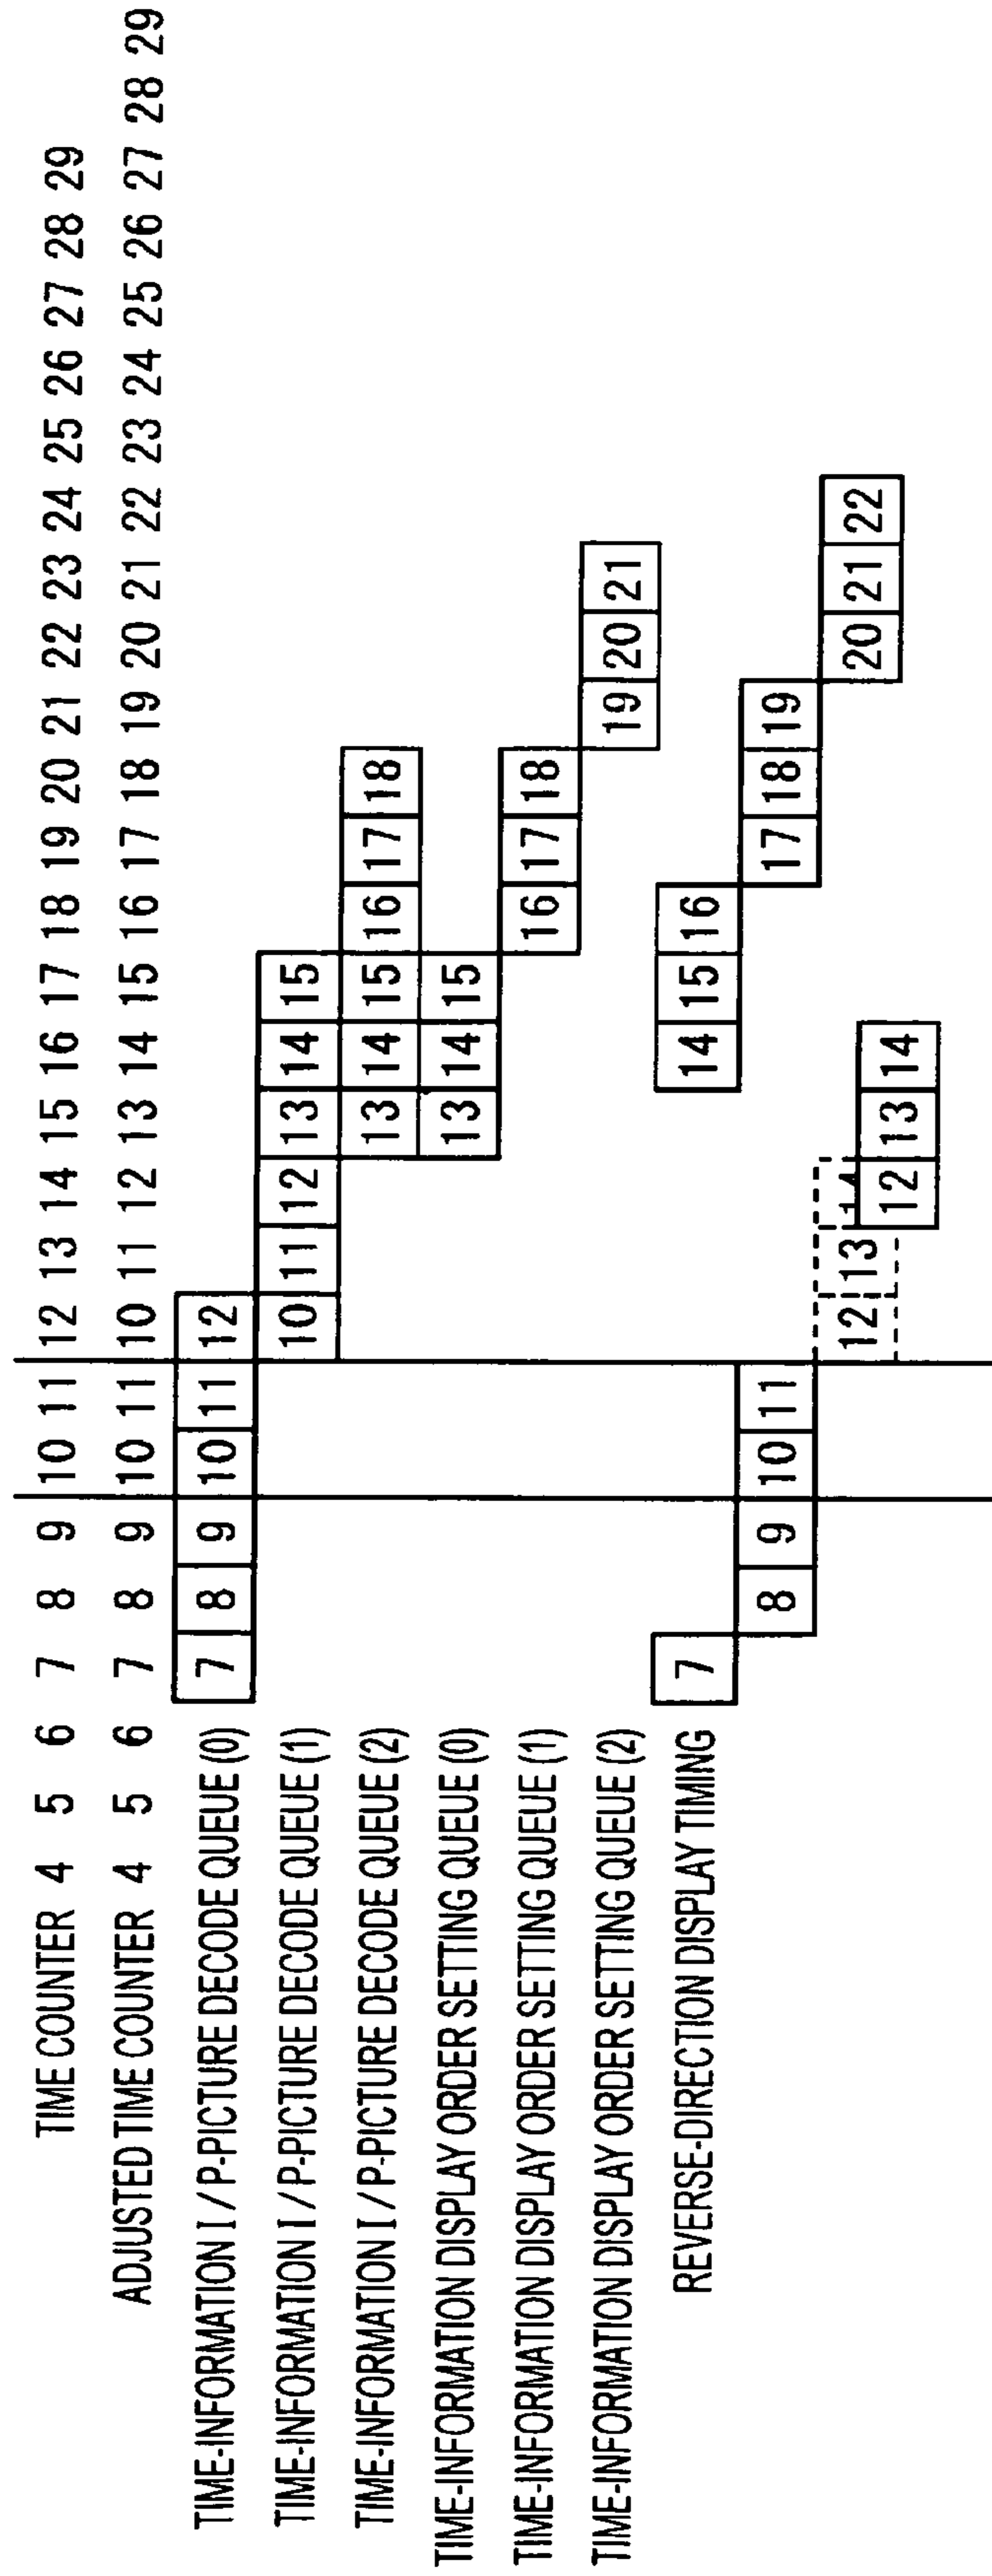 TIME COUNTER 4 5 6 7 8 9 10 11 12 13 14 15 16 17 18 19 20 21 22 23 24 25 26 27 28 29
ADJUSTED TIME COUNTER 4 5 6 7 8 9 10 11 10 11 12 13 14 15 16 17 18 19 20 21 22 23 24 25 26 27 28 29
TIME-INFORMATION I / P-PICTURE DECODE QUEUE (0) 7 8 9 10 11 12
TIME-INFORMATION I / P-PICTURE DECODE QUEUE (1) 10 11 12 13 14 15
TIME-INFORMATION I / P-PICTURE DECODE QUEUE (2) 13 14 15 16 17 18
TIME-INFORMATION DISPLAY ORDER SETTING QUEUE (0) 13 14 15
TIME-INFORMATION DISPLAY ORDER SETTING QUEUE (1) 16 17 18
TIME-INFORMATION DISPLAY ORDER SETTING QUEUE (2) 19 20 21
REVERSE-DIRECTION DISPLAY TIMING 7 14 15 16
8 9 10 11 17 18 19
12 13 20 21 22
12 13 14